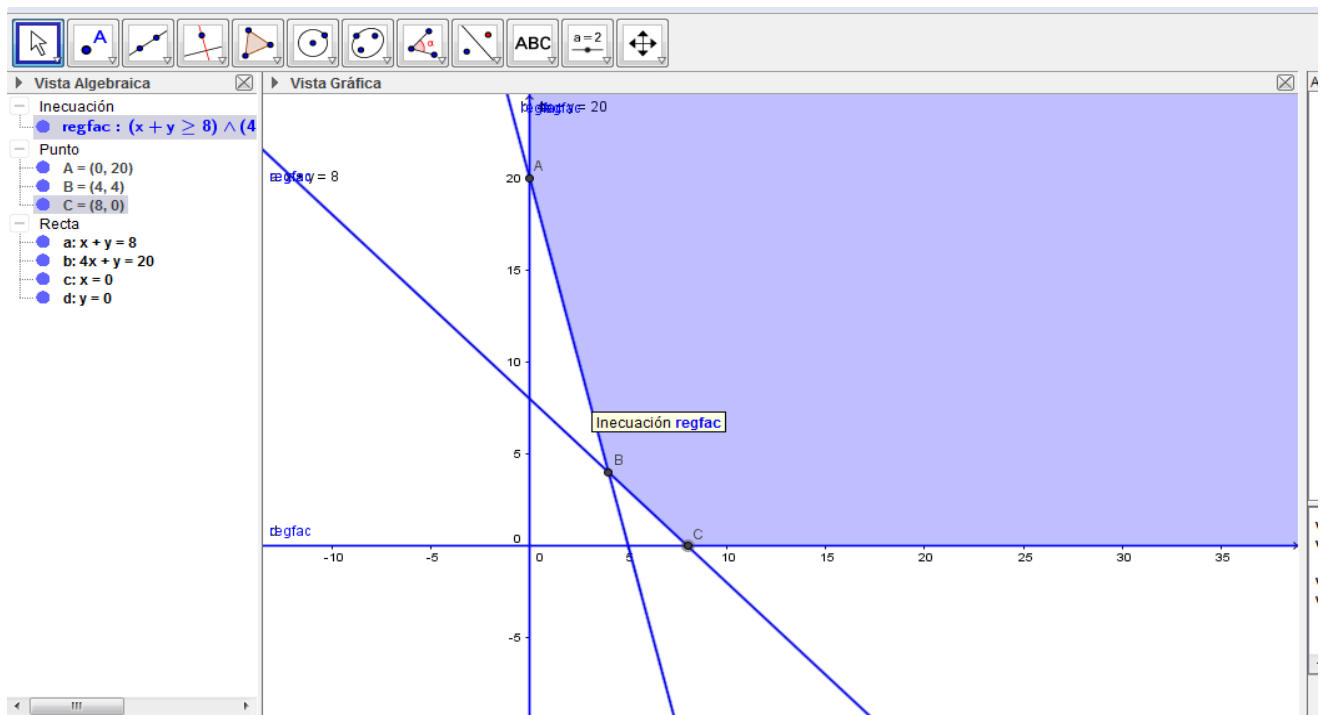 A
ABC
a=2
α
Vista Algebraica
Inecuación
regfac : (x + y ≥ 8) ∧ (4
Punto
A = (0, 20)
B = (4, 4)
C = (8, 0)
Recta
a: x + y = 8
b: 4x + y = 20
c: x = 0
d: y = 0
Vista Gráfica
y = 20
y = 8
A
20
15
10
Inecuación regfac
5
B
regfac
C
0
-10
-5
0
5
10
15
20
25
30
35
-5
A